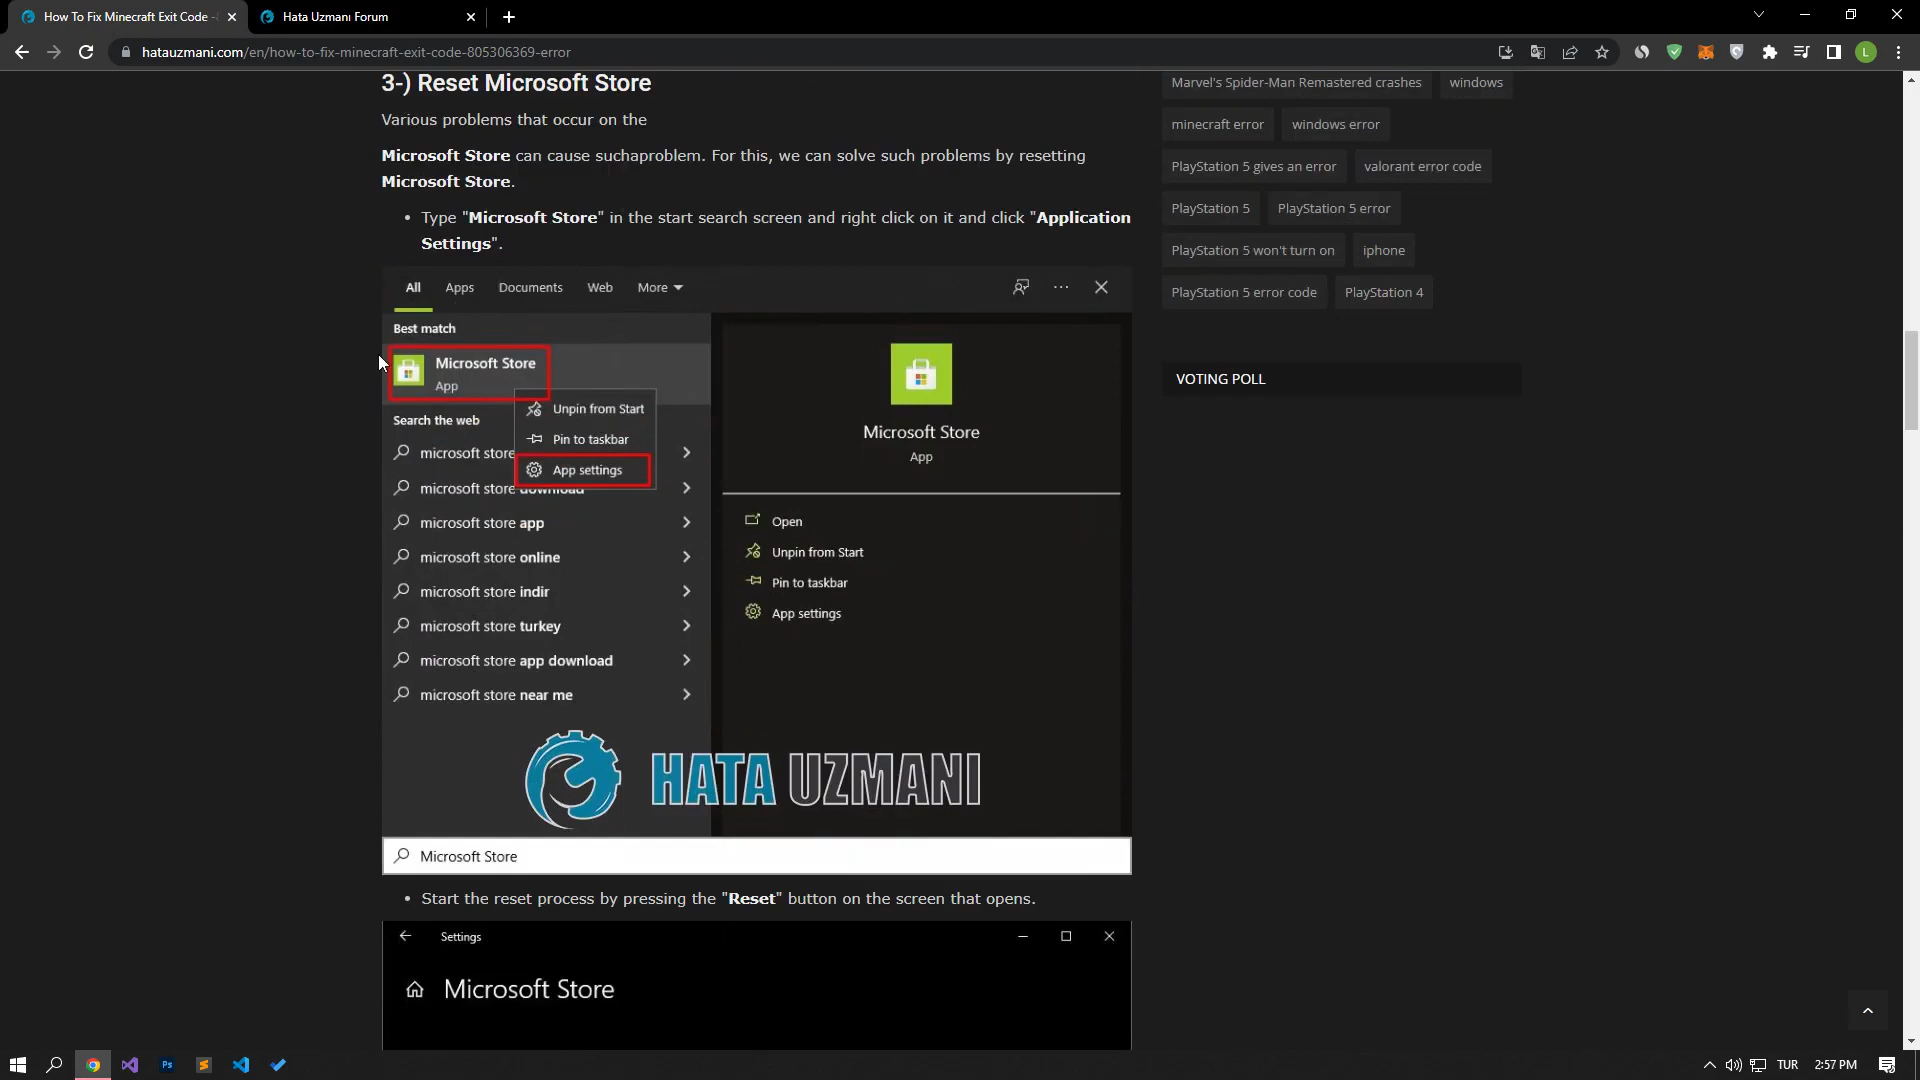 How To Fix Minecraft Exit Code -
Hata Uzmanı Forum
hatauzmani.com/en/how-to-fix-minecraft-exit-code-805306369-error
L
3-) Reset Microsoft Store
Various problems that occur on the
Microsoft Store can cause suchaproblem. For this, we can solve such problems by resetting
Microsoft Store.
• Type "Microsoft Store" in the start search screen and right click on it and click "Application
Settings".
All Apps Documents Web More
Best match
Microsoft Store
App
Unpin from Start
Pin to taskbar
App settings
Search the web
microsoft store
microsoft store download
microsoft store app
microsoft store online
microsoft store indir
microsoft store turkey
microsoft store app download
microsoft store near me
Microsoft Store
App
Open
Unpin from Start
Pin to taskbar
App settings
HATA UZMANI
Microsoft Store
• Start the reset process by pressing the "Reset" button on the screen that opens.
Settings
Microsoft Store
Marvel's Spider-Man Remastered crashes
windows
minecraft error
windows error
PlayStation 5 gives an error
valorant error code
PlayStation 5
PlayStation 5 error
PlayStation 5 won't turn on
iphone
PlayStation 5 error code
PlayStation 4
VOTING POLL
Ps
TUR
2:57 PM